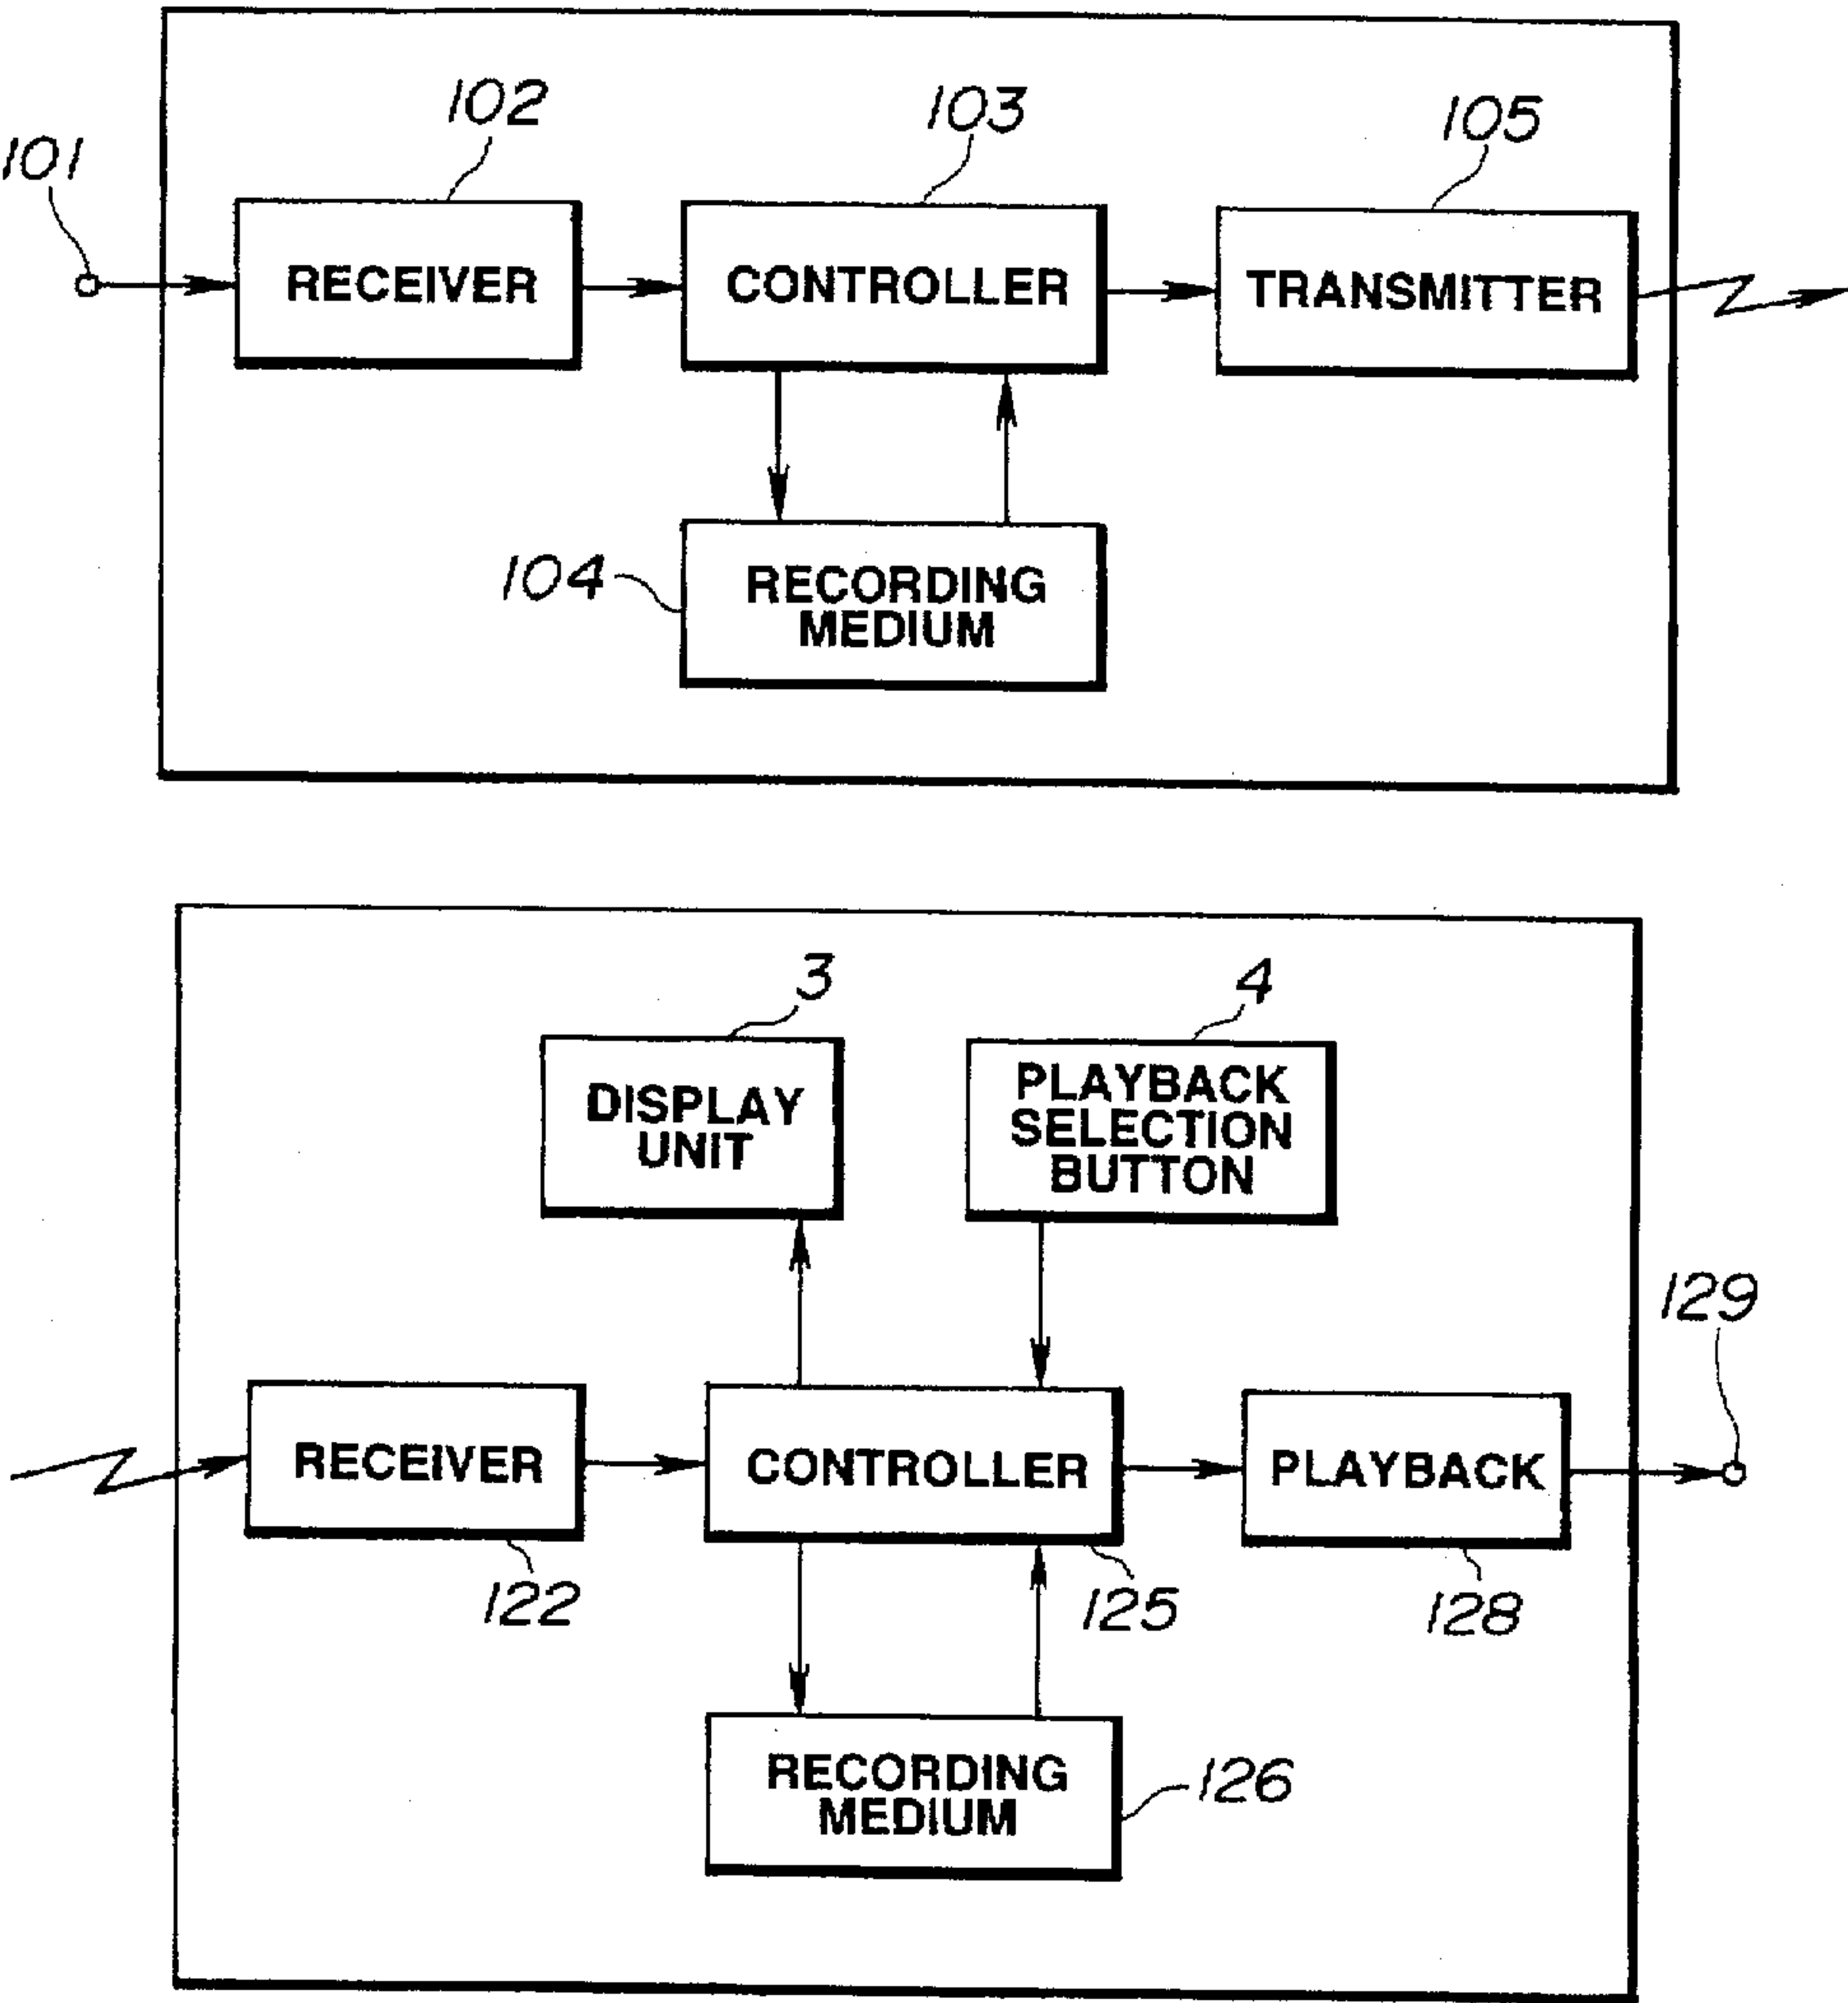 102
103
105
101
RECEIVER
CONTROLLER
TRANSMITTER
104
RECORDING
MEDIUM
3
4
DISPLAY
UNIT
PLAYBACK
SELECTION
BUTTON
129
RECEIVER
CONTROLLER
PLAYBACK
122
125
128
RECORDING
MEDIUM
126